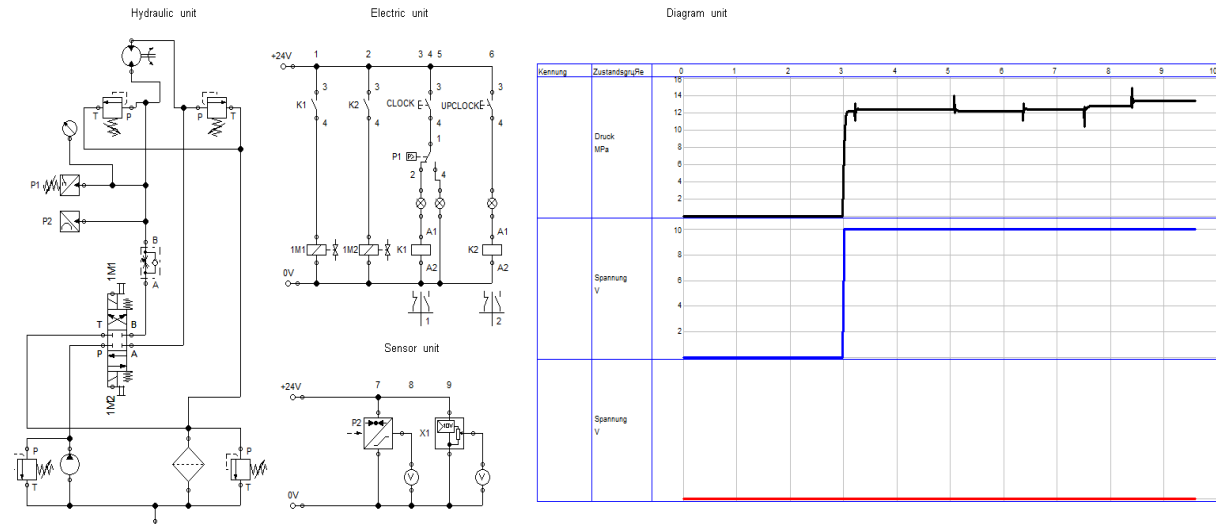 Hydraulic unit
Electric unit
Diagram unit
1 2 3 4 5 6
+24V
3 3 3 3
K1 K2 CLOCK UPCLOCK
4 4 4 4
1
P1
2 4
A1 A1
1M1 1M2 K1 K2
A2 A2
0V
1 2
T P P T
P1
P2
B
A
1M1
T B
P A
1M2
P P
T T
Sensor unit
7 8 9
+24V
P2 X1
10V
V V
0V
Kennung ZustandsgrцЯe 0 1 2 3 4 5 6 7 8 9 10
16
14
12
10
8
6
4
2
Druck
MPa
10
8
6
4
2
Spannung
V
Spannung
V